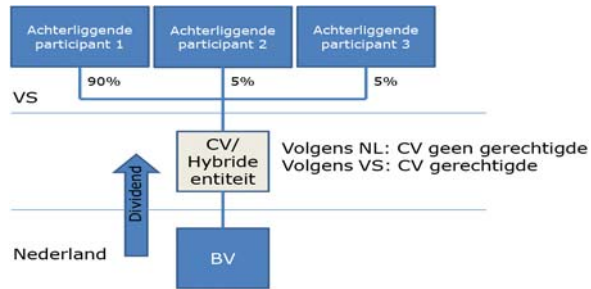 Achterliggende
participant 1
Achterliggende
participant 2
Achterliggende
participant 3
90%
5%
5%
VS
CV/
Hybride
entiteit
Volgens NL: CV geen gerechtigde
Volgens VS: CV gerechtigde
Dividend
Nederland
BV